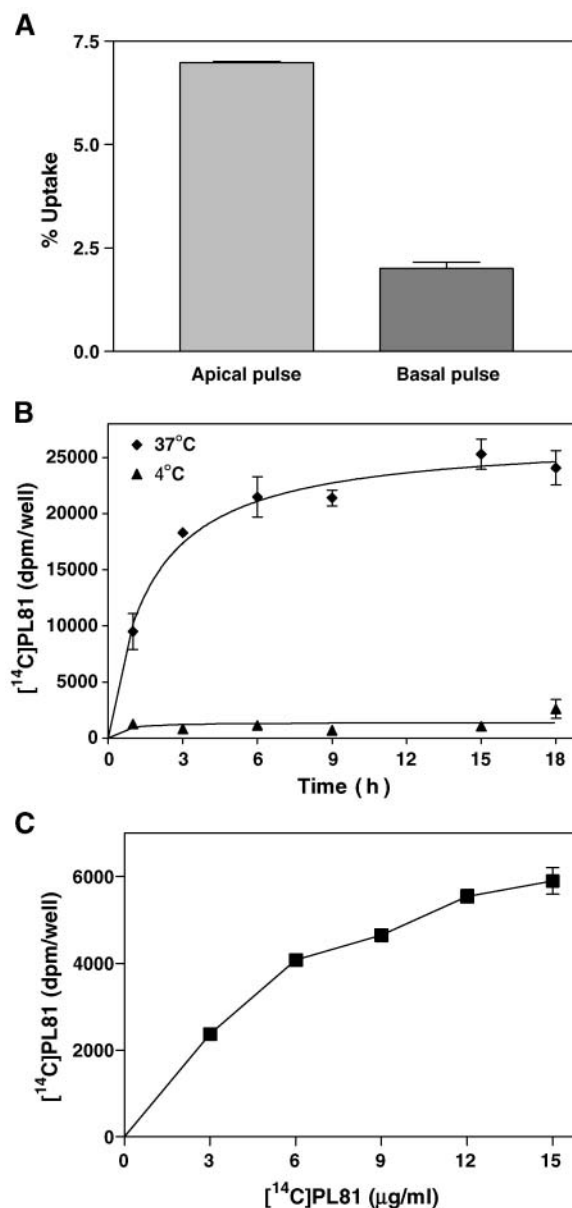 A
7.5
5.0
2.5
0.0
% Uptake
Apical pulse
Basal pulse
B
37°C
4°C
25000
20000
15000
10000
5000
0
[¹⁴C]PL81 (dpm/well)
0
3
6
9
12
15
18
Time (h)
C
6000
4000
2000
0
[¹⁴C]PL81 (dpm/well)
0
3
6
9
12
15
[¹⁴C]PL81 (µg/ml)